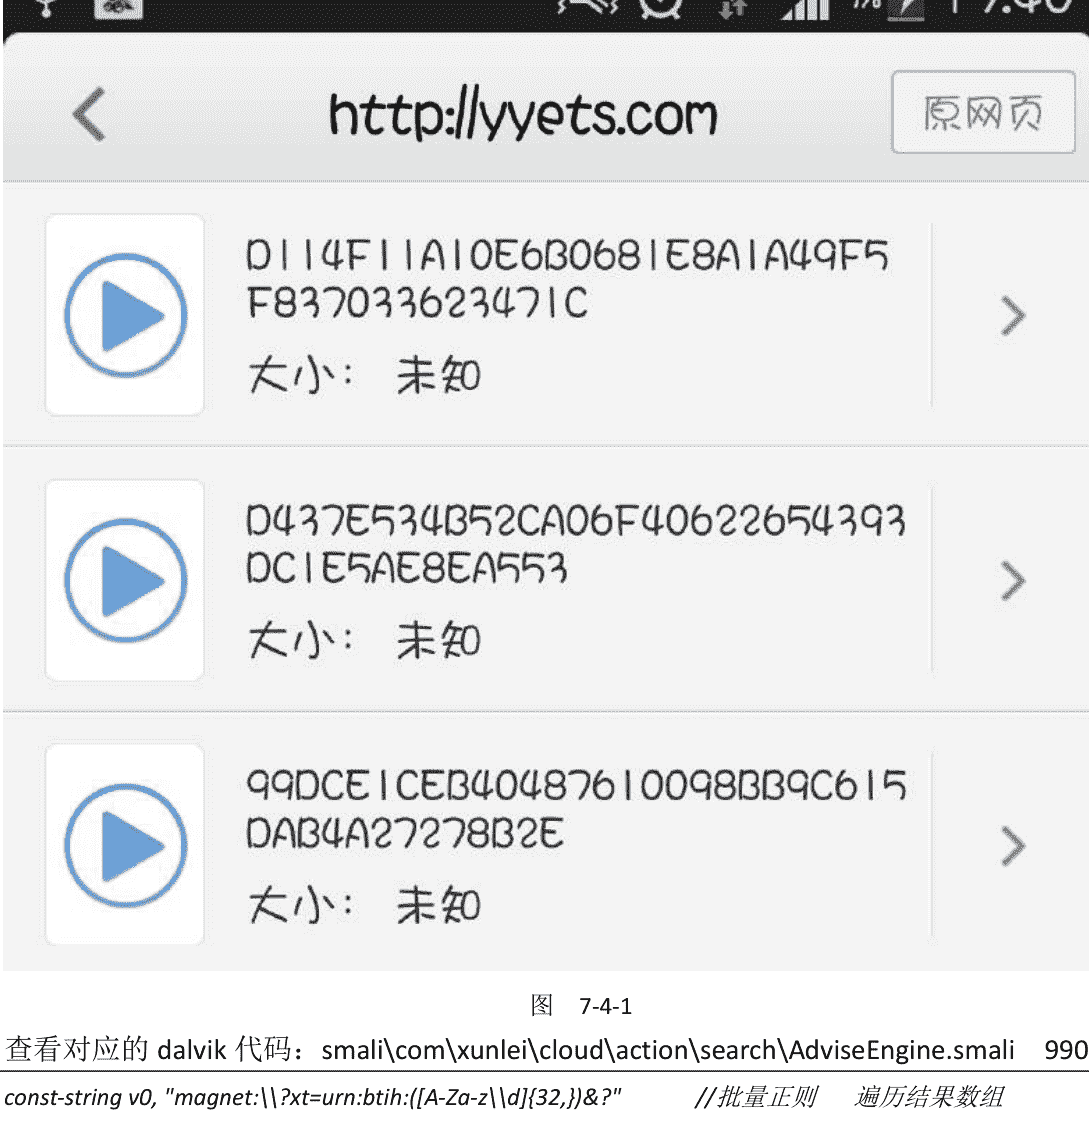 http://yyets.com
原网页
D114F11A10E6B0681E8A1A49F5
F837033623471C
大小： 未知
D437E534B52CA06F40622654393
DC1E5AE8EA553
大小： 未知
99DCE1CEB40487610098BB9C615
DAB4A27278B2E
大小： 未知
图 7-4-1
查看对应的 dalvik 代码：smali\com\xunlei\cloud\action\search\AdviseEngine.smali 990
const-string v0, "magnet:\\?xt=urn:btih:([A-Za-z\\d]{32,})&?" //批量正则 遍历结果数组